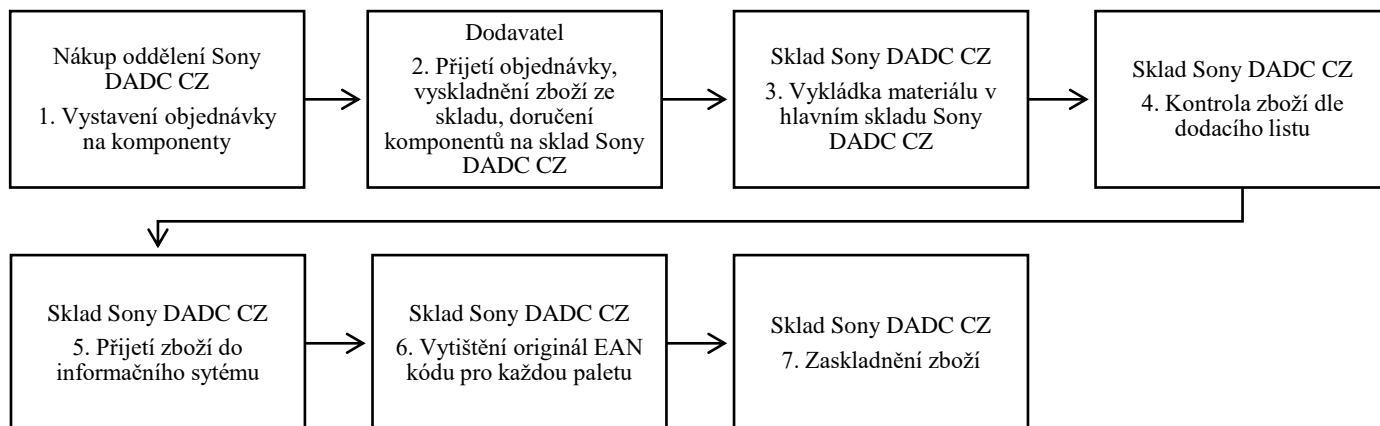 Nákup oddělení Sony
DADC CZ
1. Vystavení objednávky
na komponenty
Dodavatel
2. Přijetí objednávky,
vyskladnění zboží ze
skladu, doručení
komponentů na sklad Sony
DADC CZ
Sklad Sony DADC CZ
3. Vykládka materiálu v
hlavním skladu Sony
DADC CZ
Sklad Sony DADC CZ
4. Kontrola zboží dle
dodacího listu
Sklad Sony DADC CZ
5. Přijetí zboží do
informačního sytému
Sklad Sony DADC CZ
6. Vytištění originál EAN
kódu pro každou paletu
Sklad Sony DADC CZ
7. Zaskladnění zboží